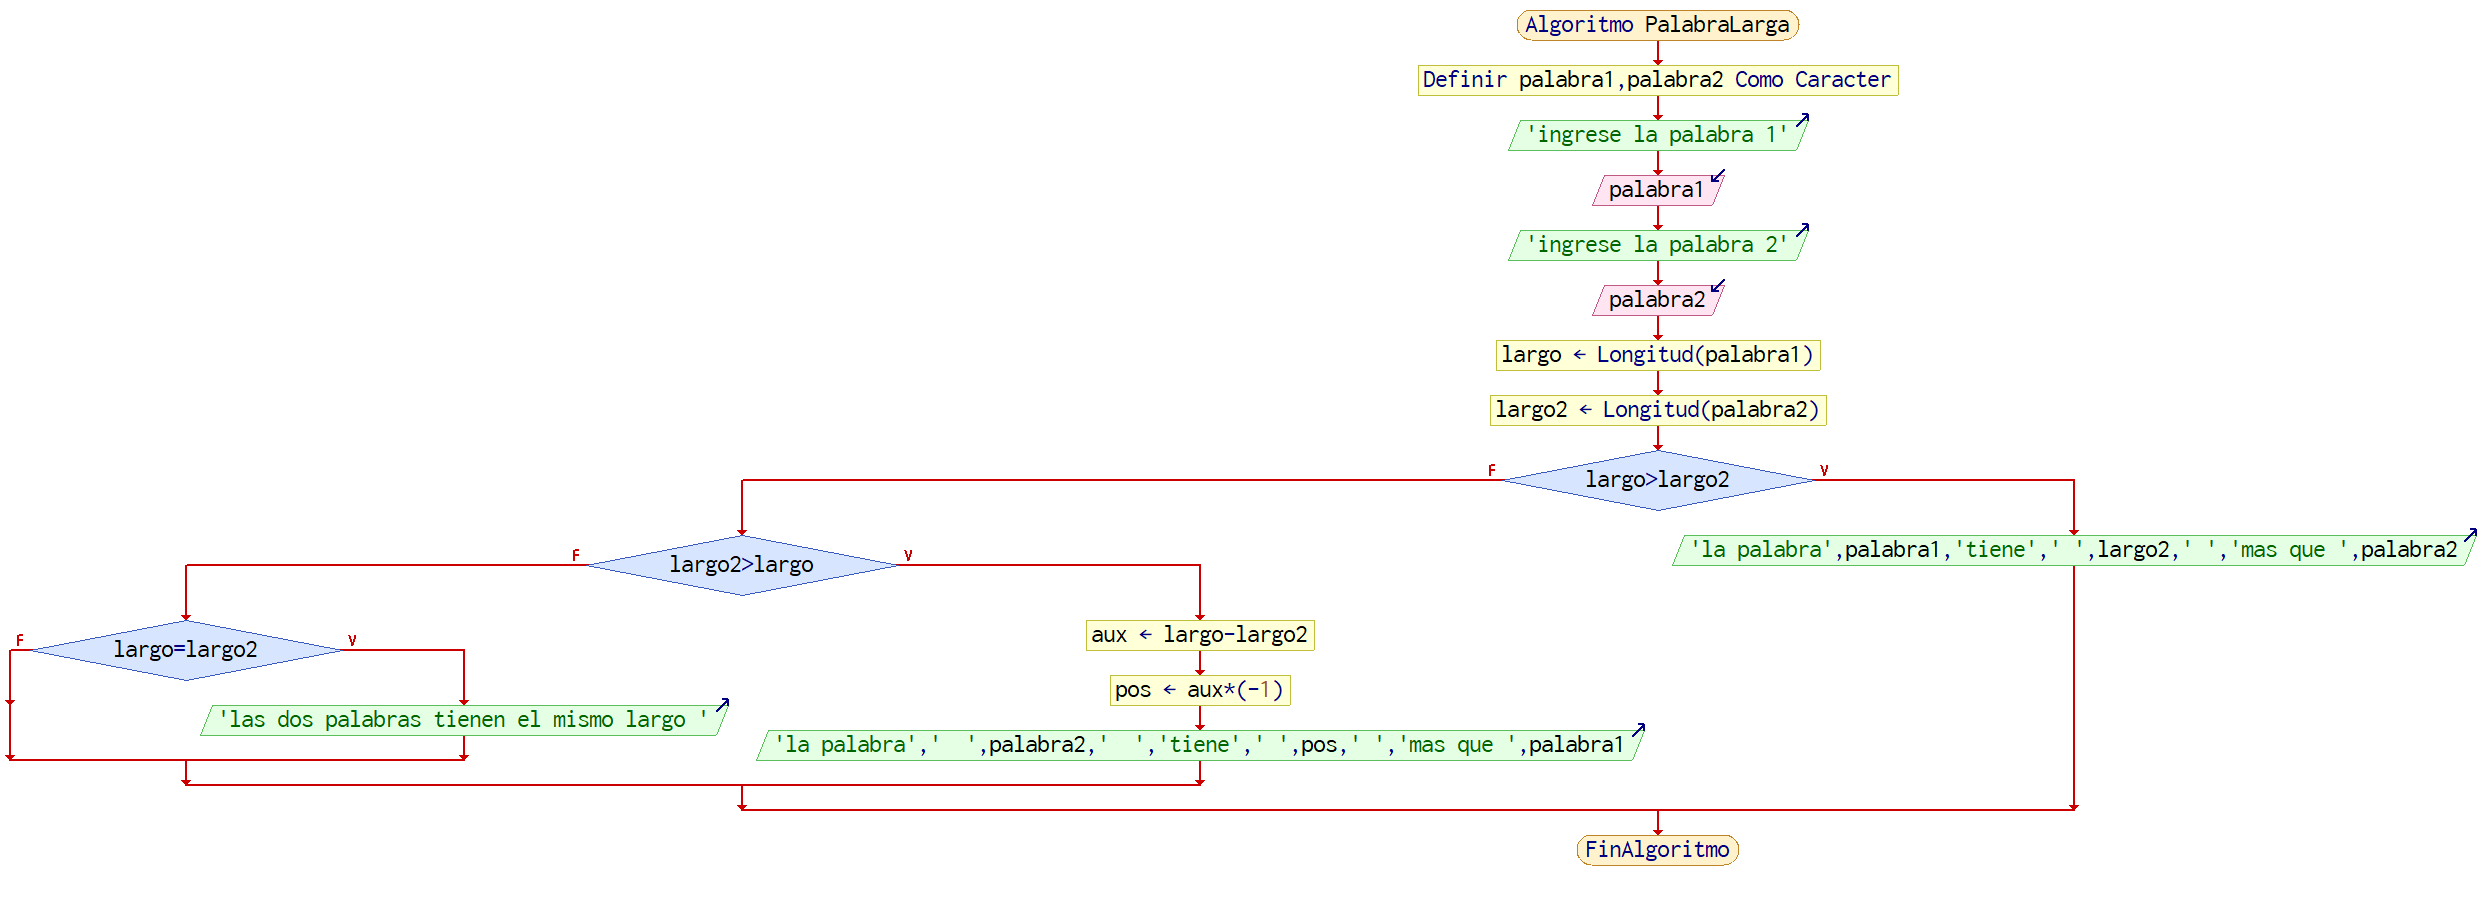 Algoritmo PalabraLarga
Definir palabra1,palabra2 Como Caracter
'ingrese la palabra 1'
palabra1
'ingrese la palabra 2'
palabra2
largo ← Longitud(palabra1)
largo2 ← Longitud(palabra2)
F
largo>largo2
V
'la palabra',palabra1,'tiene',' ',largo2,' ','mas que ',palabra2
F
largo2>largo
V
aux ← largo-largo2
pos ← aux*(-1)
'la palabra','  ',palabra2,'  ','tiene',' ',pos,' ','mas que ',palabra1
F
largo=largo2
V
'las dos palabras tienen el mismo largo '
FinAlgoritmo